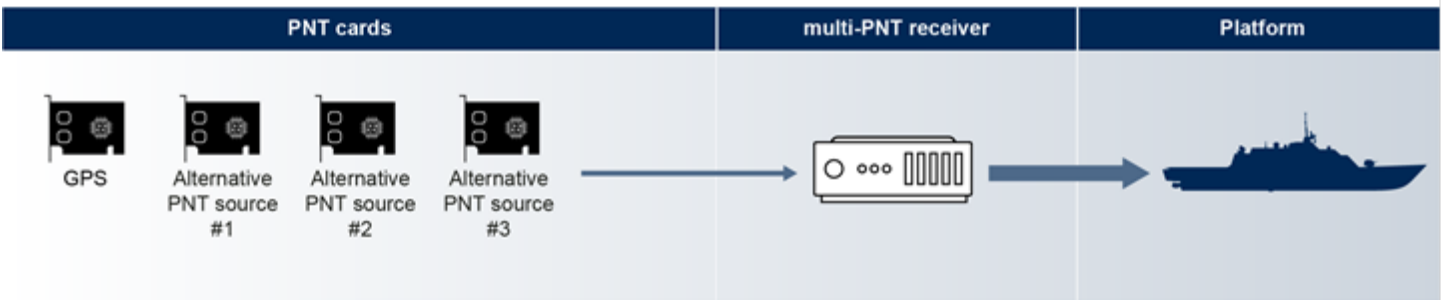 PNT cards
multi-PNT receiver
Platform
GPS
Alternative
PNT source
#1
Alternative
PNT source
#2
Alternative
PNT source
#3